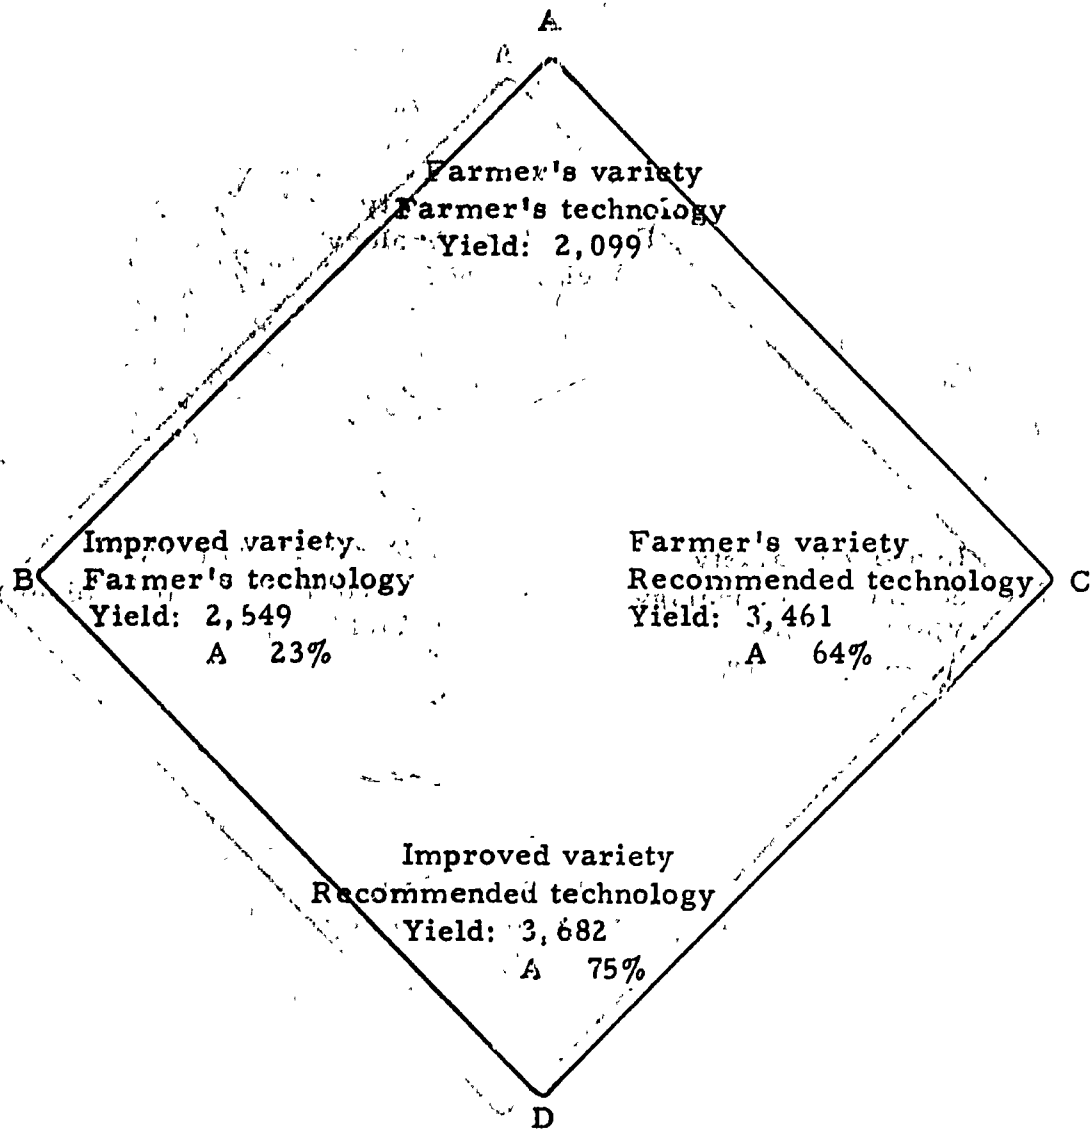 A
Farmer's variety
Farmer's technology
Yield: 2,099
Improved variety
B Farmer's technology
Yield: 2,549
A 23%
Farmer's variety
Recommended technology C
Yield: 3,461
A 64%
Improved variety
Recommended technology
Yield: 3,682
A 75%
D